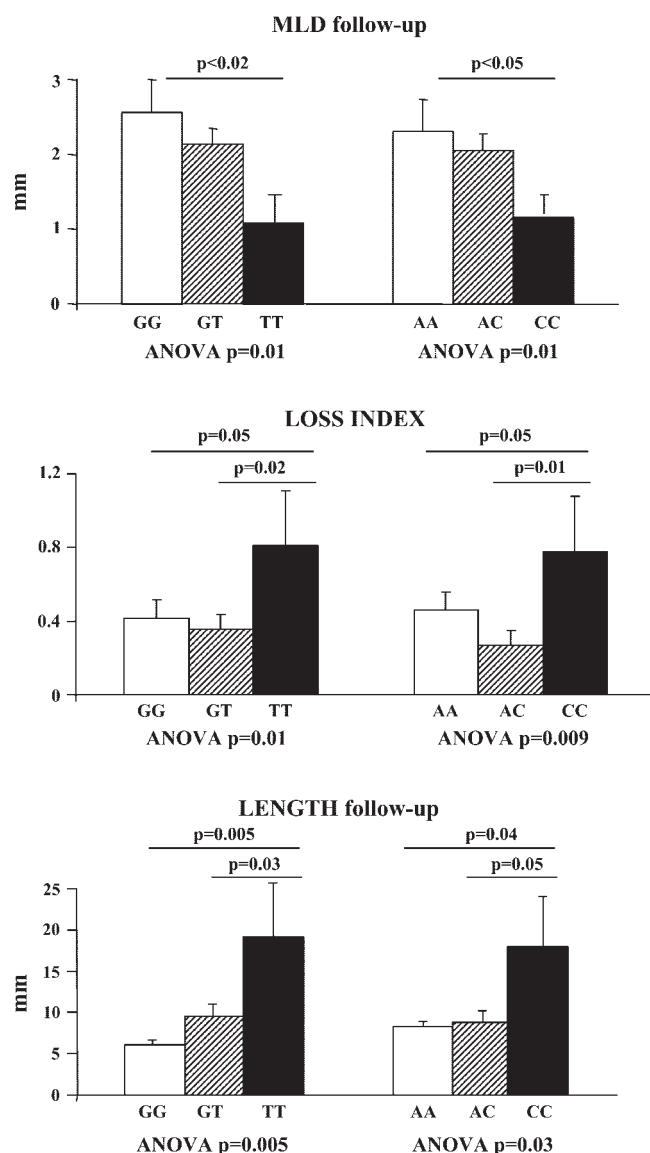 MLD follow-up
p<0.02 p<0.05
3
2
1
0
mm
GG GT TT AA AC CC
ANOVA p=0.01 ANOVA p=0.01
LOSS INDEX
p=0.05 p=0.05
p=0.02 p=0.01
1.2
0.8
0.4
0
GG GT TT AA AC CC
ANOVA p=0.01 ANOVA p=0.009
LENGTH follow-up
p=0.005 p=0.04
p=0.03 p=0.05
25
20
15
10
5
0
mm
GG GT TT AA AC CC
ANOVA p=0.005 ANOVA p=0.03